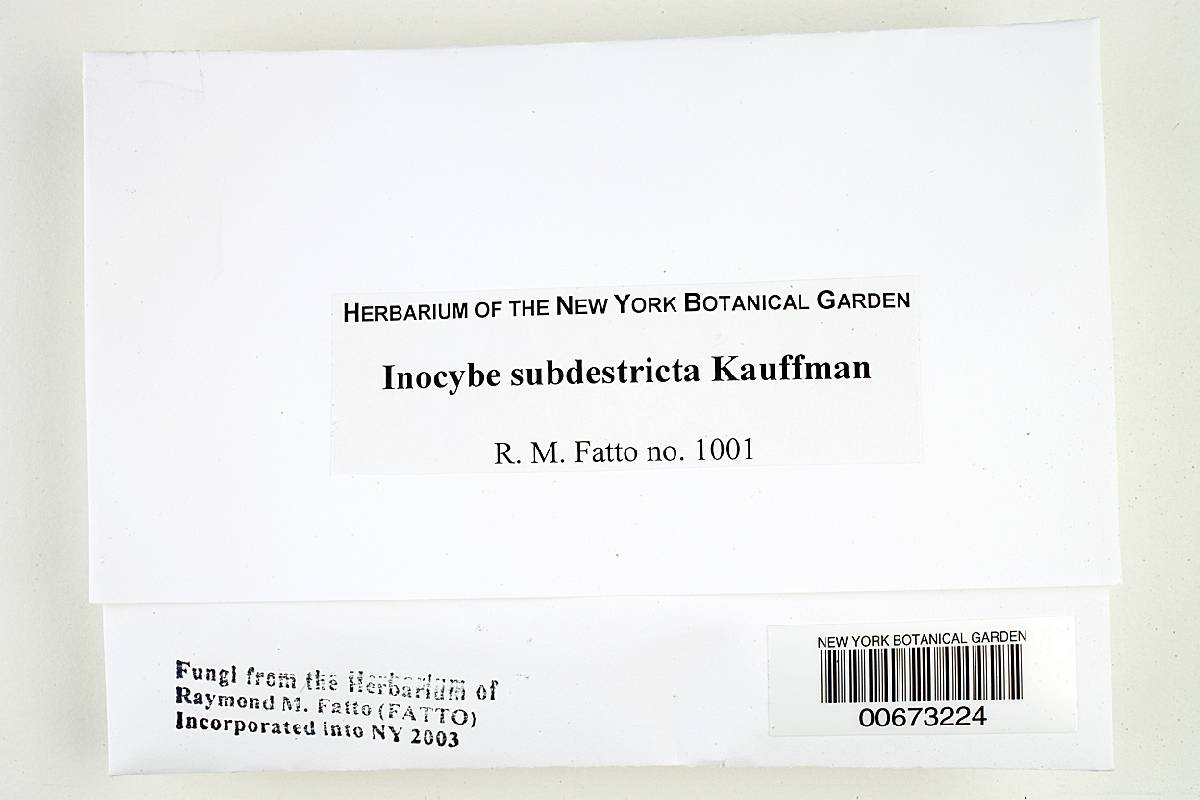 HERBARIUM OF THE NEW YORK BOTANICAL GARDEN
Inocybe subdestricta Kauffman
R. M. Fatto no. 1001
Fungi from the Herbarium of
Raymond M. Fatto (FATTO)
Incorporated into NY 2003
NEW YORK BOTANICAL GARDEN
00673224